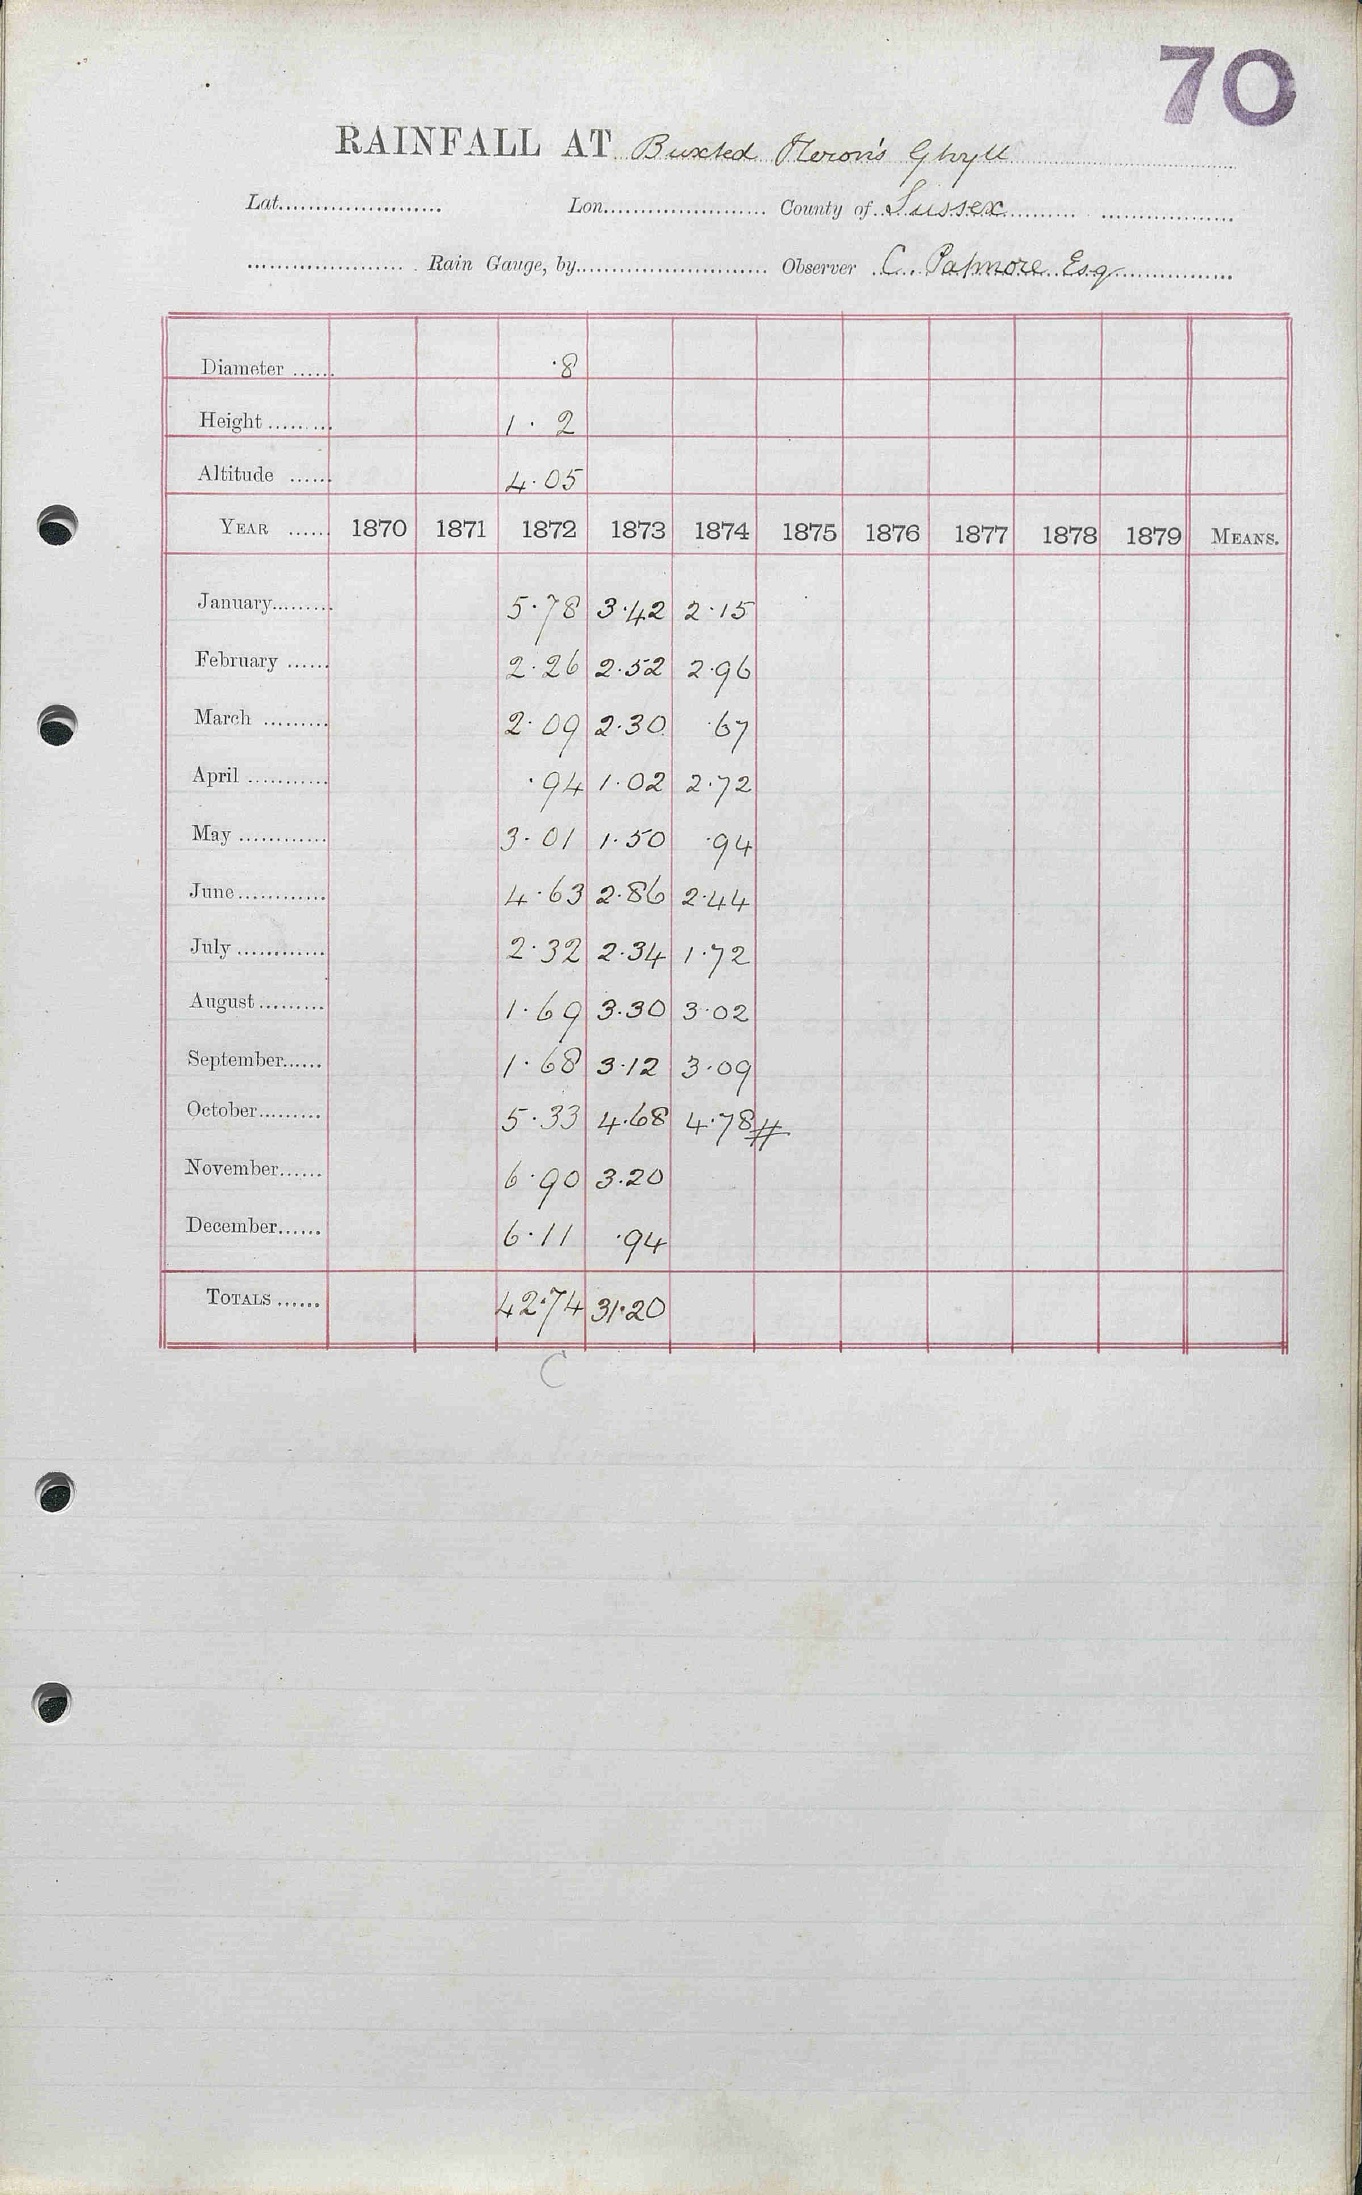 70
RAINFALL AT Buxted Heron's Ghyll
Lat. Lon. County of Sussex
Rain Gauge, by Observer C. Patmore Esq
Diameter ...... ·8
Height ......... 1· 2
Altitude ...... 4·05
YEAR ...... 1870 1871 1872 1873 1874 1875 1876 1877 1878 1879 MEANS.
January......... 5·78 3·42 2·15
February ...... 2·26 2·52 2·96
March ......... 2·09 2·30 ·67
April ........... ·94 1·02 2·72
May ............ 3·01 1·50 ·94
June............ 4·63 2·86 2·44
July ............ 2·32 2·34 1·72
August ......... 1·69 3·30 3·02
September...... 1·68 3·12 3·09
October......... 5·33 4·68 4·78 #
November...... 6·90 3·20
December...... 6·11 ·94
TOTALS ...... 42·74 31·20
C